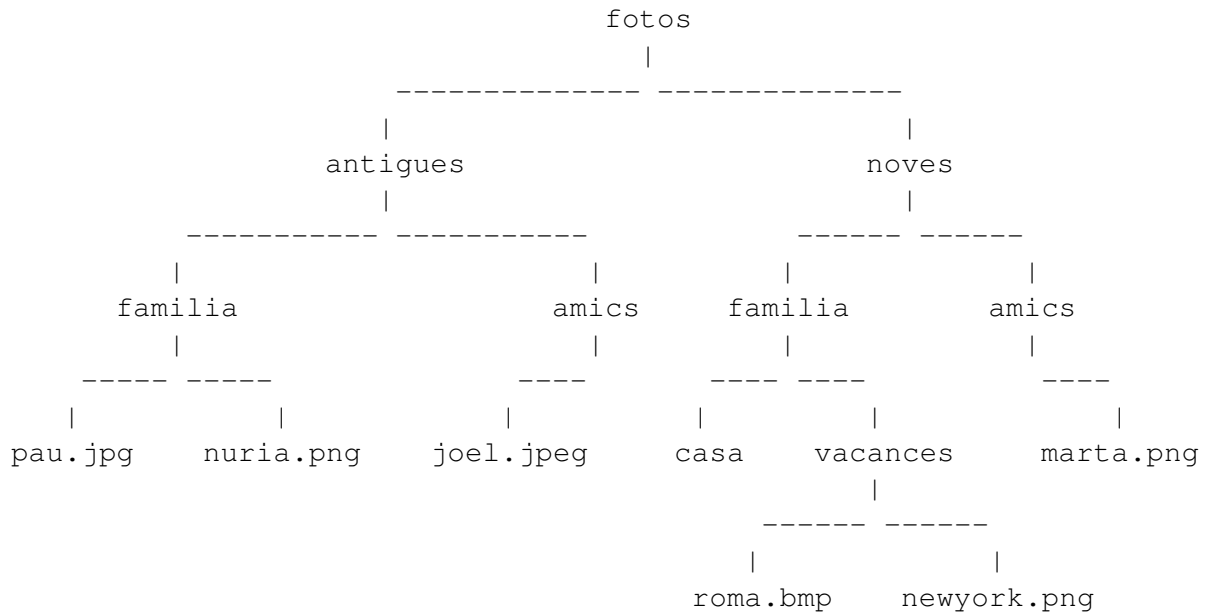 fotos
antigues noves
familia amics familia amics
pau.jpg nuria.png joel.jpeg casa vacances marta.png
roma.bmp newyork.png